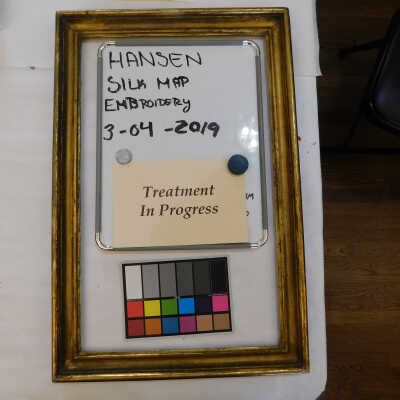 HANSEN
SILK MAP
EMBROIDERY
3-04-2019
Treatment
In Progress